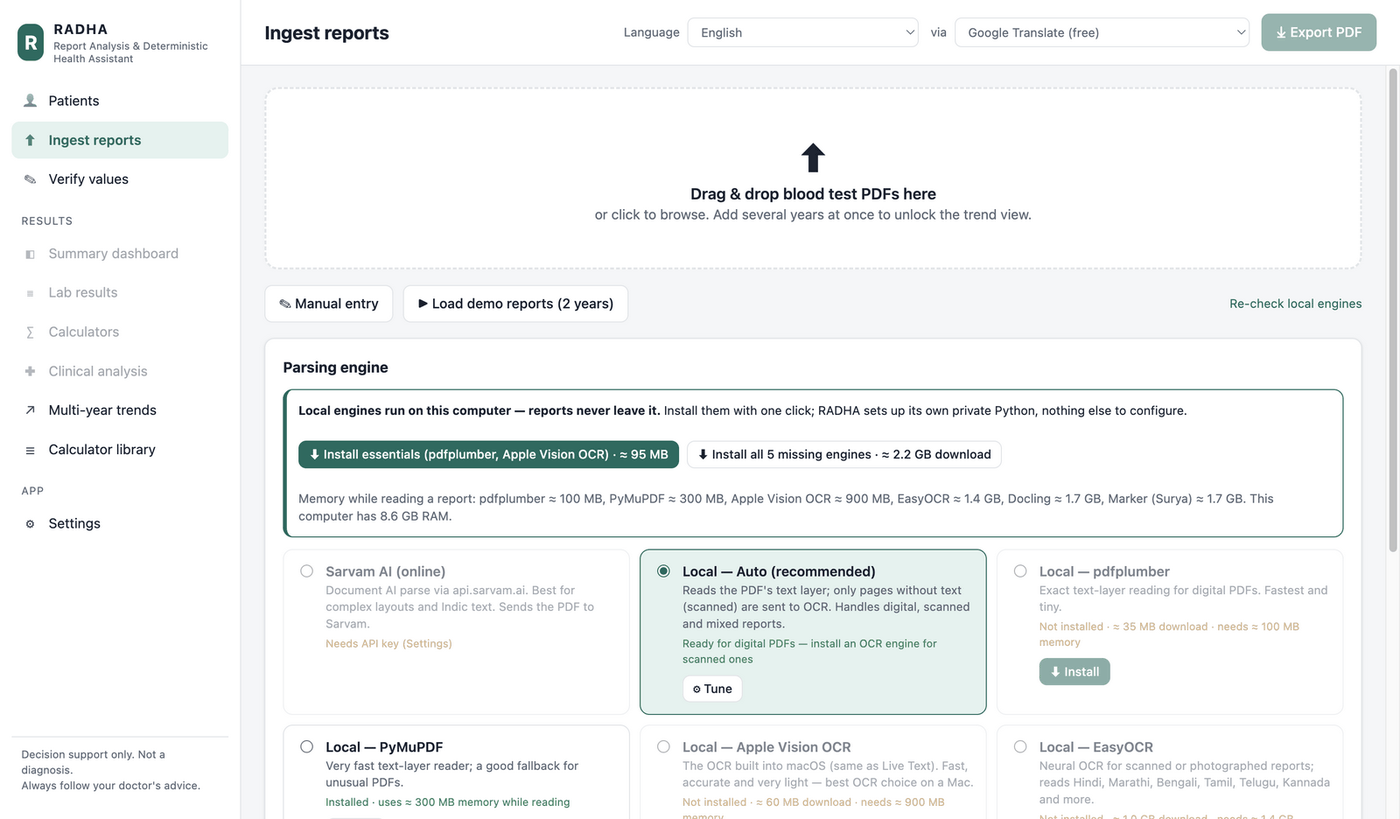 R
RADHA
Report Analysis & Deterministic
Health Assistant
Patients
Ingest reports
Verify values
RESULTS
Summary dashboard
Lab results
Calculators
Clinical analysis
Multi-year trends
Calculator library
APP
Settings
Decision support only. Not a
diagnosis.
Always follow your doctor's advice.
Ingest reports
Language
English
via
Google Translate (free)
Export PDF
Drag & drop blood test PDFs here
or click to browse. Add several years at once to unlock the trend view.
Manual entry
Load demo reports (2 years)
Re-check local engines
Parsing engine
Local engines run on this computer — reports never leave it. Install them with one click; RADHA sets up its own private Python, nothing else to configure.
Install essentials (pdfplumber, Apple Vision OCR) · ≈ 95 MB
Install all 5 missing engines · ≈ 2.2 GB download
Memory while reading a report: pdfplumber ≈ 100 MB, PyMuPDF ≈ 300 MB, Apple Vision OCR ≈ 900 MB, EasyOCR ≈ 1.4 GB, Docling ≈ 1.7 GB, Marker (Surya) ≈ 1.7 GB. This
computer has 8.6 GB RAM.
Sarvam AI (online)
Document AI parse via api.sarvam.ai. Best for
complex layouts and Indic text. Sends the PDF to
Sarvam.
Needs API key (Settings)
Local — Auto (recommended)
Reads the PDF's text layer; only pages without text
(scanned) are sent to OCR. Handles digital, scanned
and mixed reports.
Ready for digital PDFs — install an OCR engine for
scanned ones
Tune
Local — pdfplumber
Exact text-layer reading for digital PDFs. Fastest and
tiny.
Not installed · ≈ 35 MB download · needs ≈ 100 MB
memory
Install
Local — PyMuPDF
Very fast text-layer reader; a good fallback for
unusual PDFs.
Installed · uses ≈ 300 MB memory while reading
Local — Apple Vision OCR
The OCR built into macOS (same as Live Text). Fast,
accurate and very light — best OCR choice on a Mac.
Not installed · ≈ 60 MB download · needs ≈ 900 MB
memory
Local — EasyOCR
Neural OCR for scanned or photographed reports;
reads Hindi, Marathi, Bengali, Tamil, Telugu, Kannada
and more.
Not installed · ≈ 1.0 GB download · needs ≈ 1.4 GB